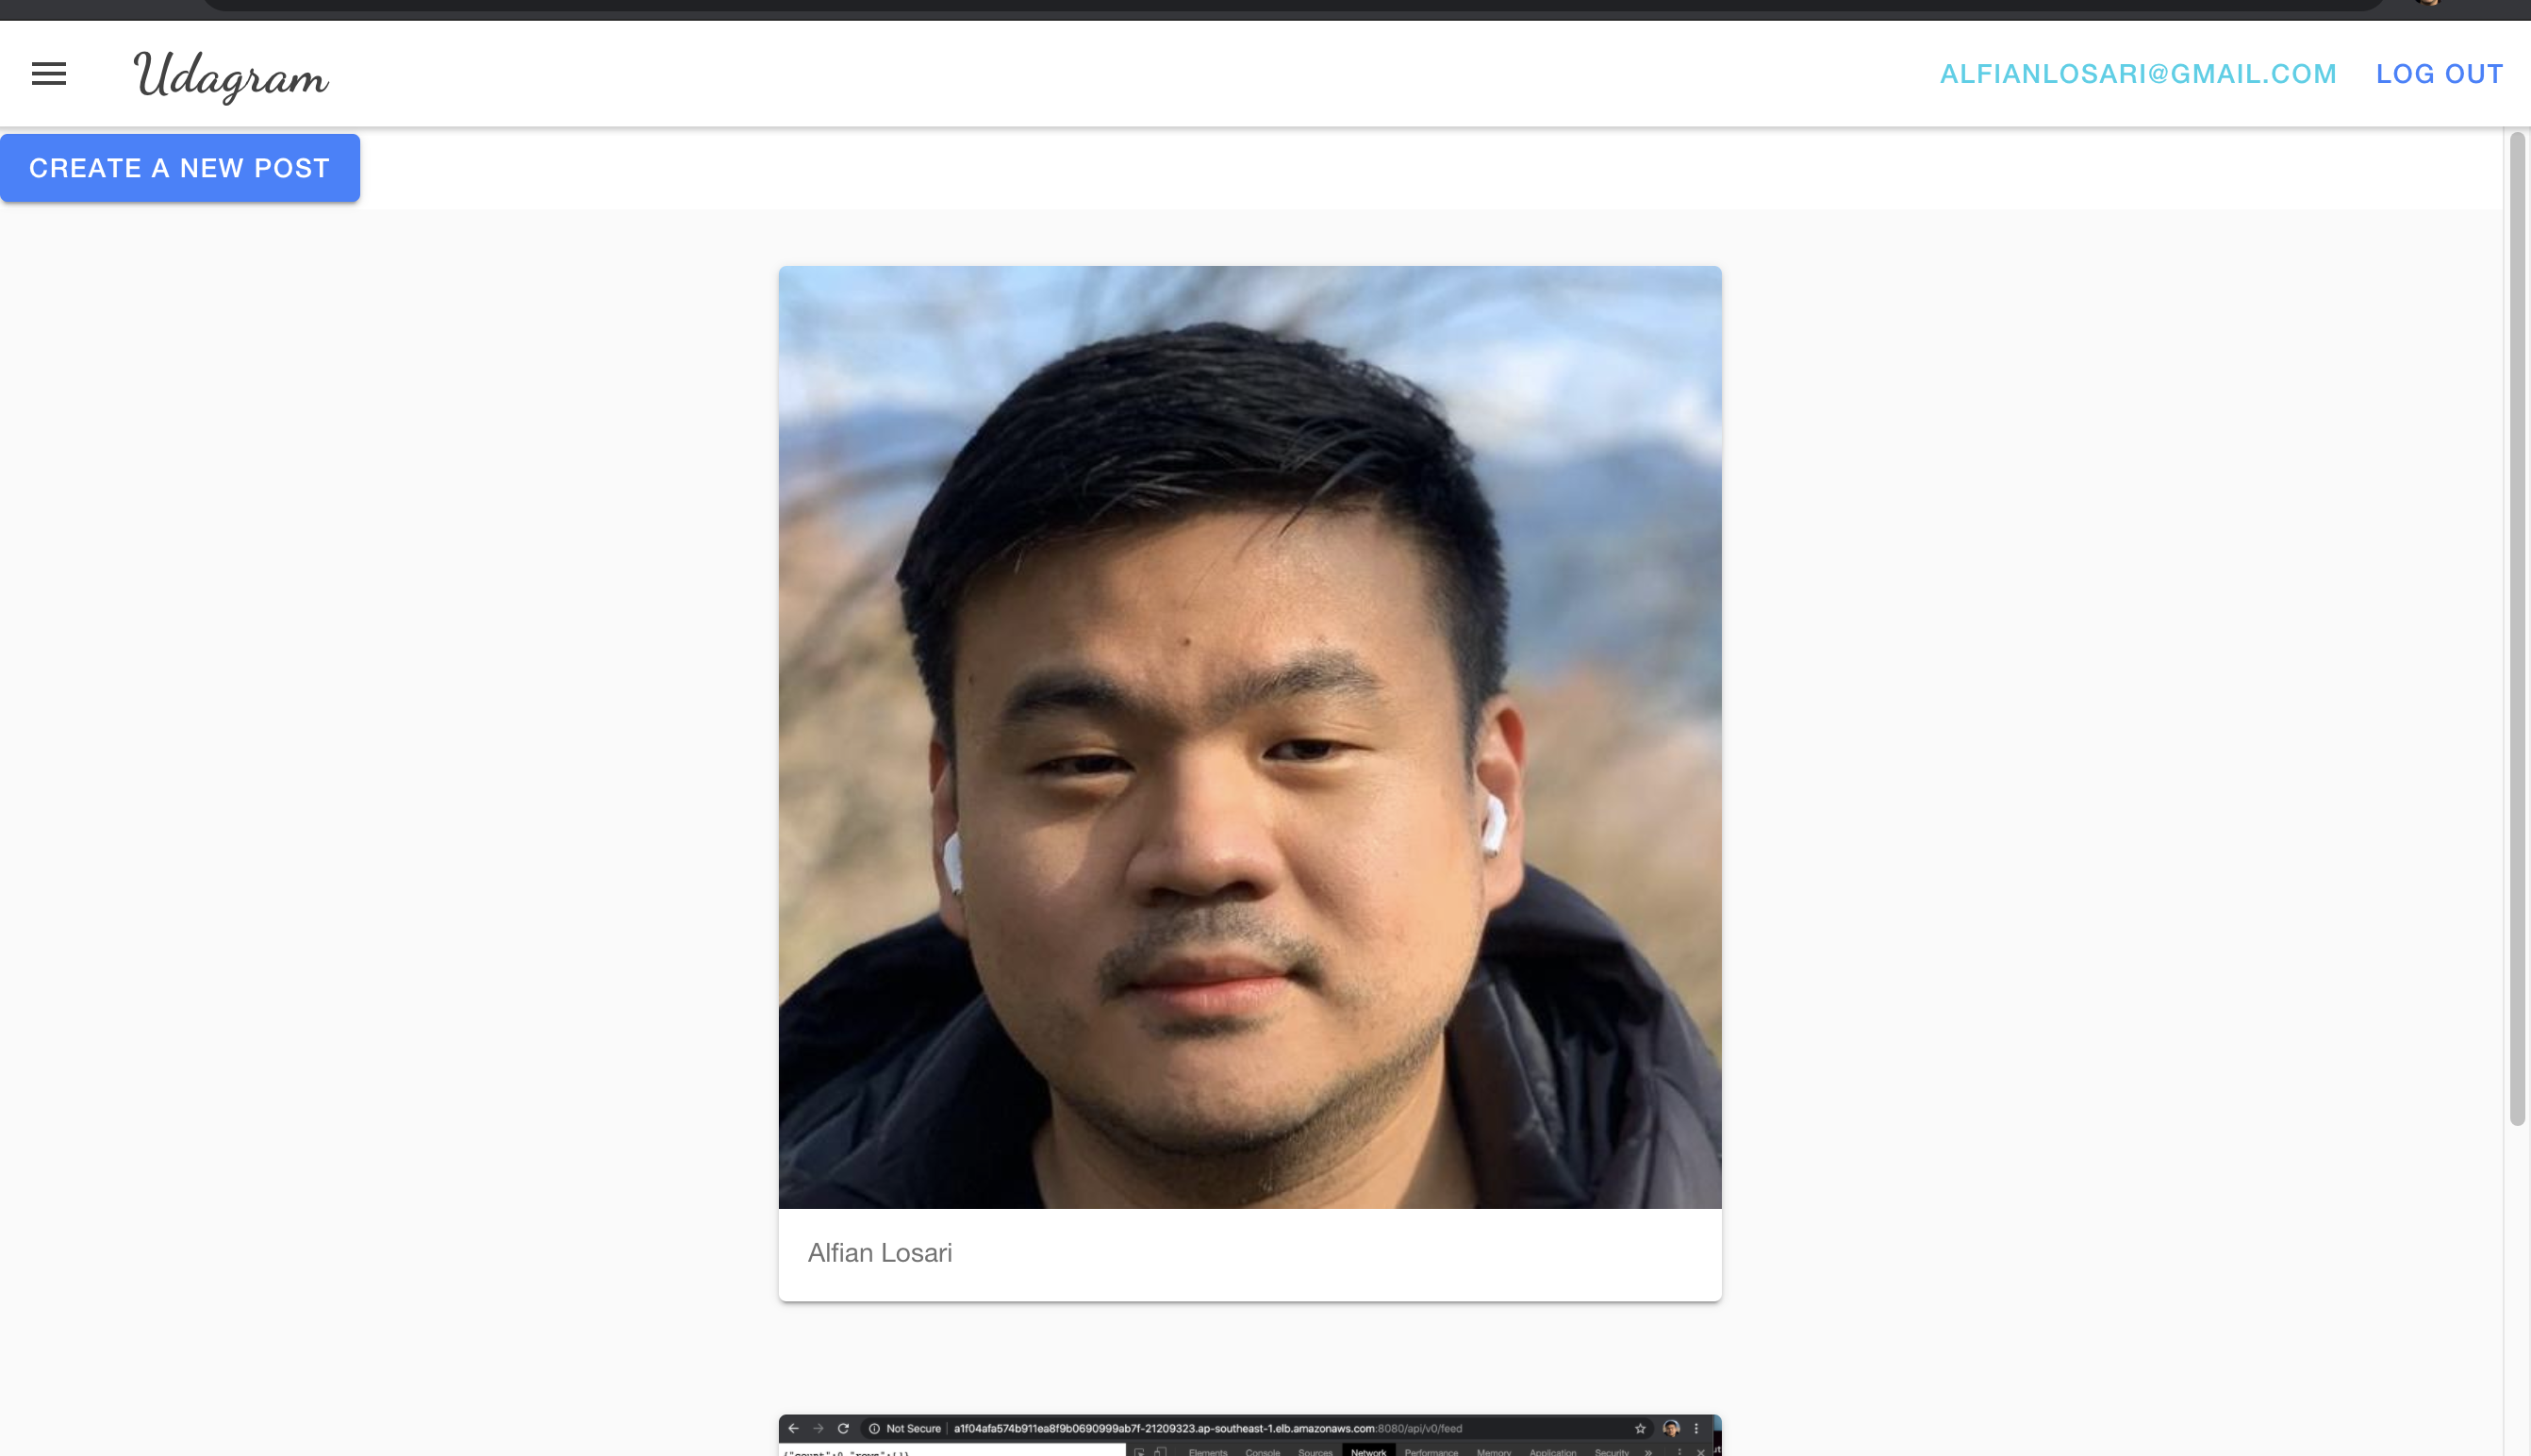 Udagram
ALFIANLOSARI@GMAIL.COM LOG OUT
CREATE A NEW POST
Alfian Losari
Not Secure a1f04afa574b911ea8f9b0690999ab7f-21209323.ap-southeast-1.elb.amazonaws.com:8080/api/v0/feed
Elements Console Sources Network Performance Memory Application Security